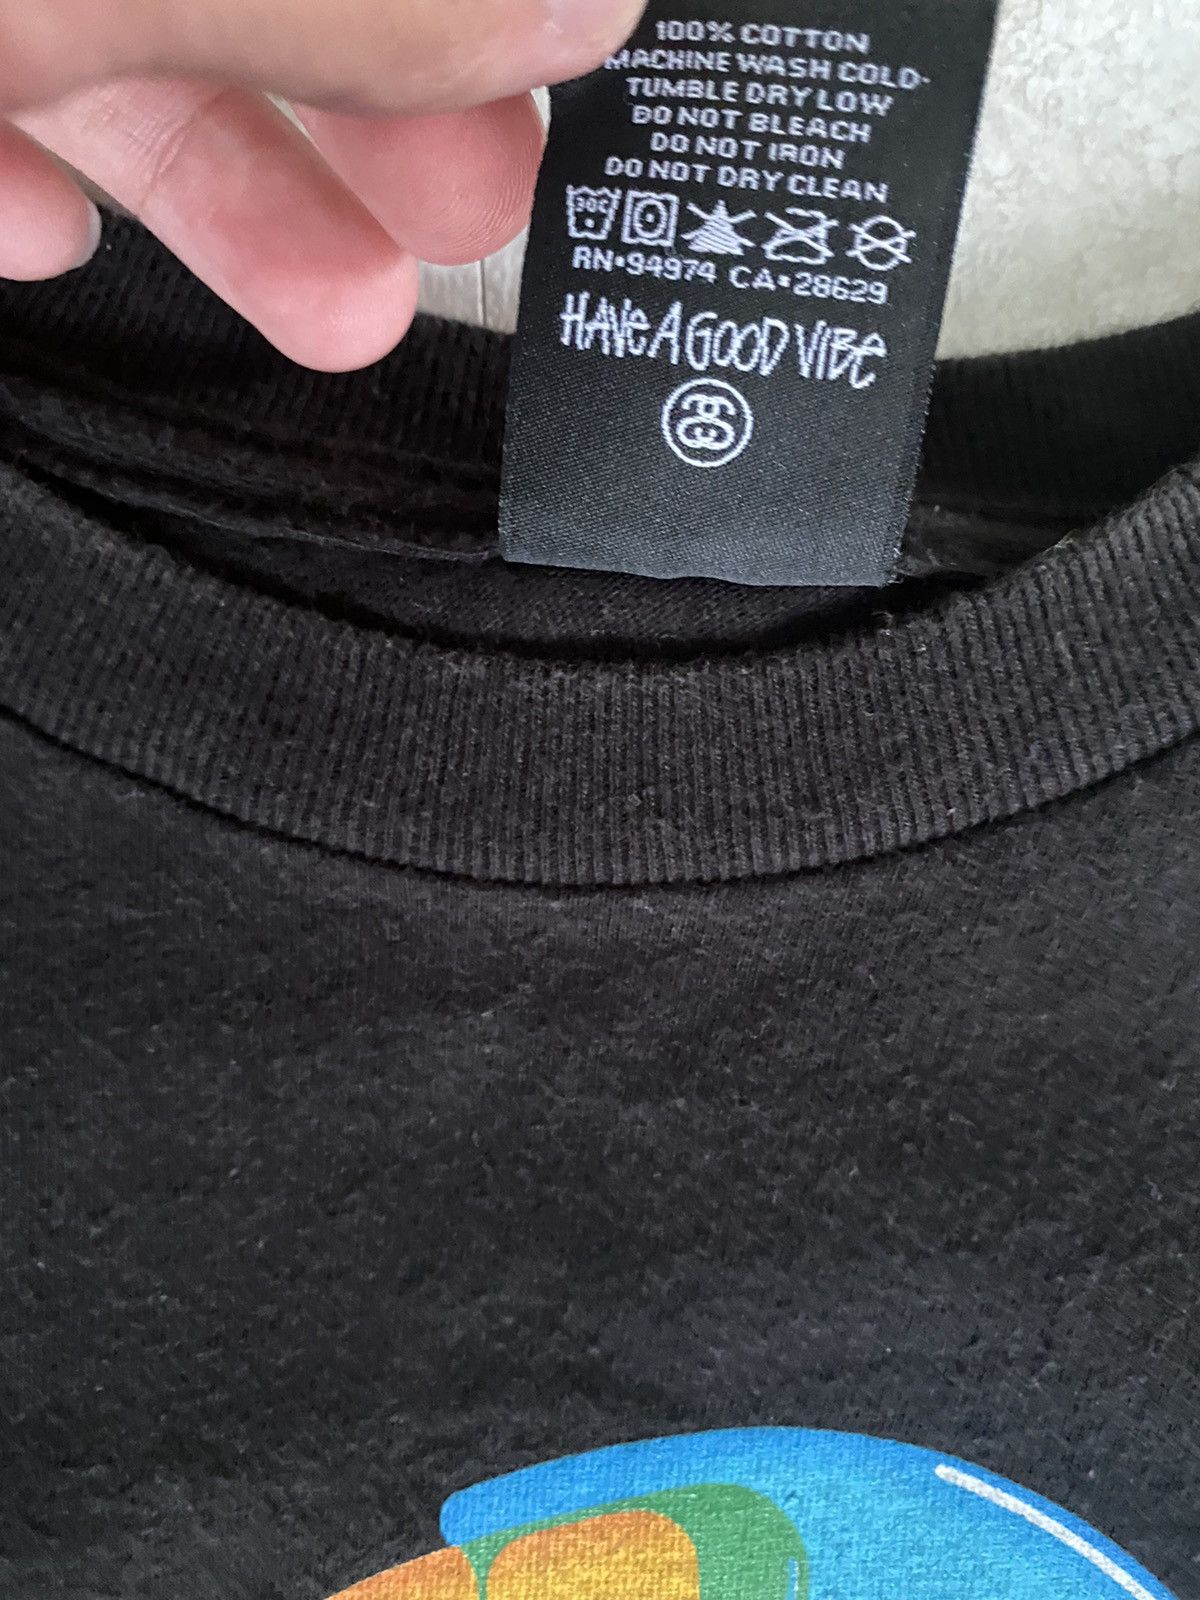 100% COTTON
MACHINE WASH COLD-
TUMBLE DRY LOW
DO NOT BLEACH
DO NOT IRON
DO NOT DRY CLEAN
30C
RN•94974 CA•28629
HAVE A GOOD VIBE